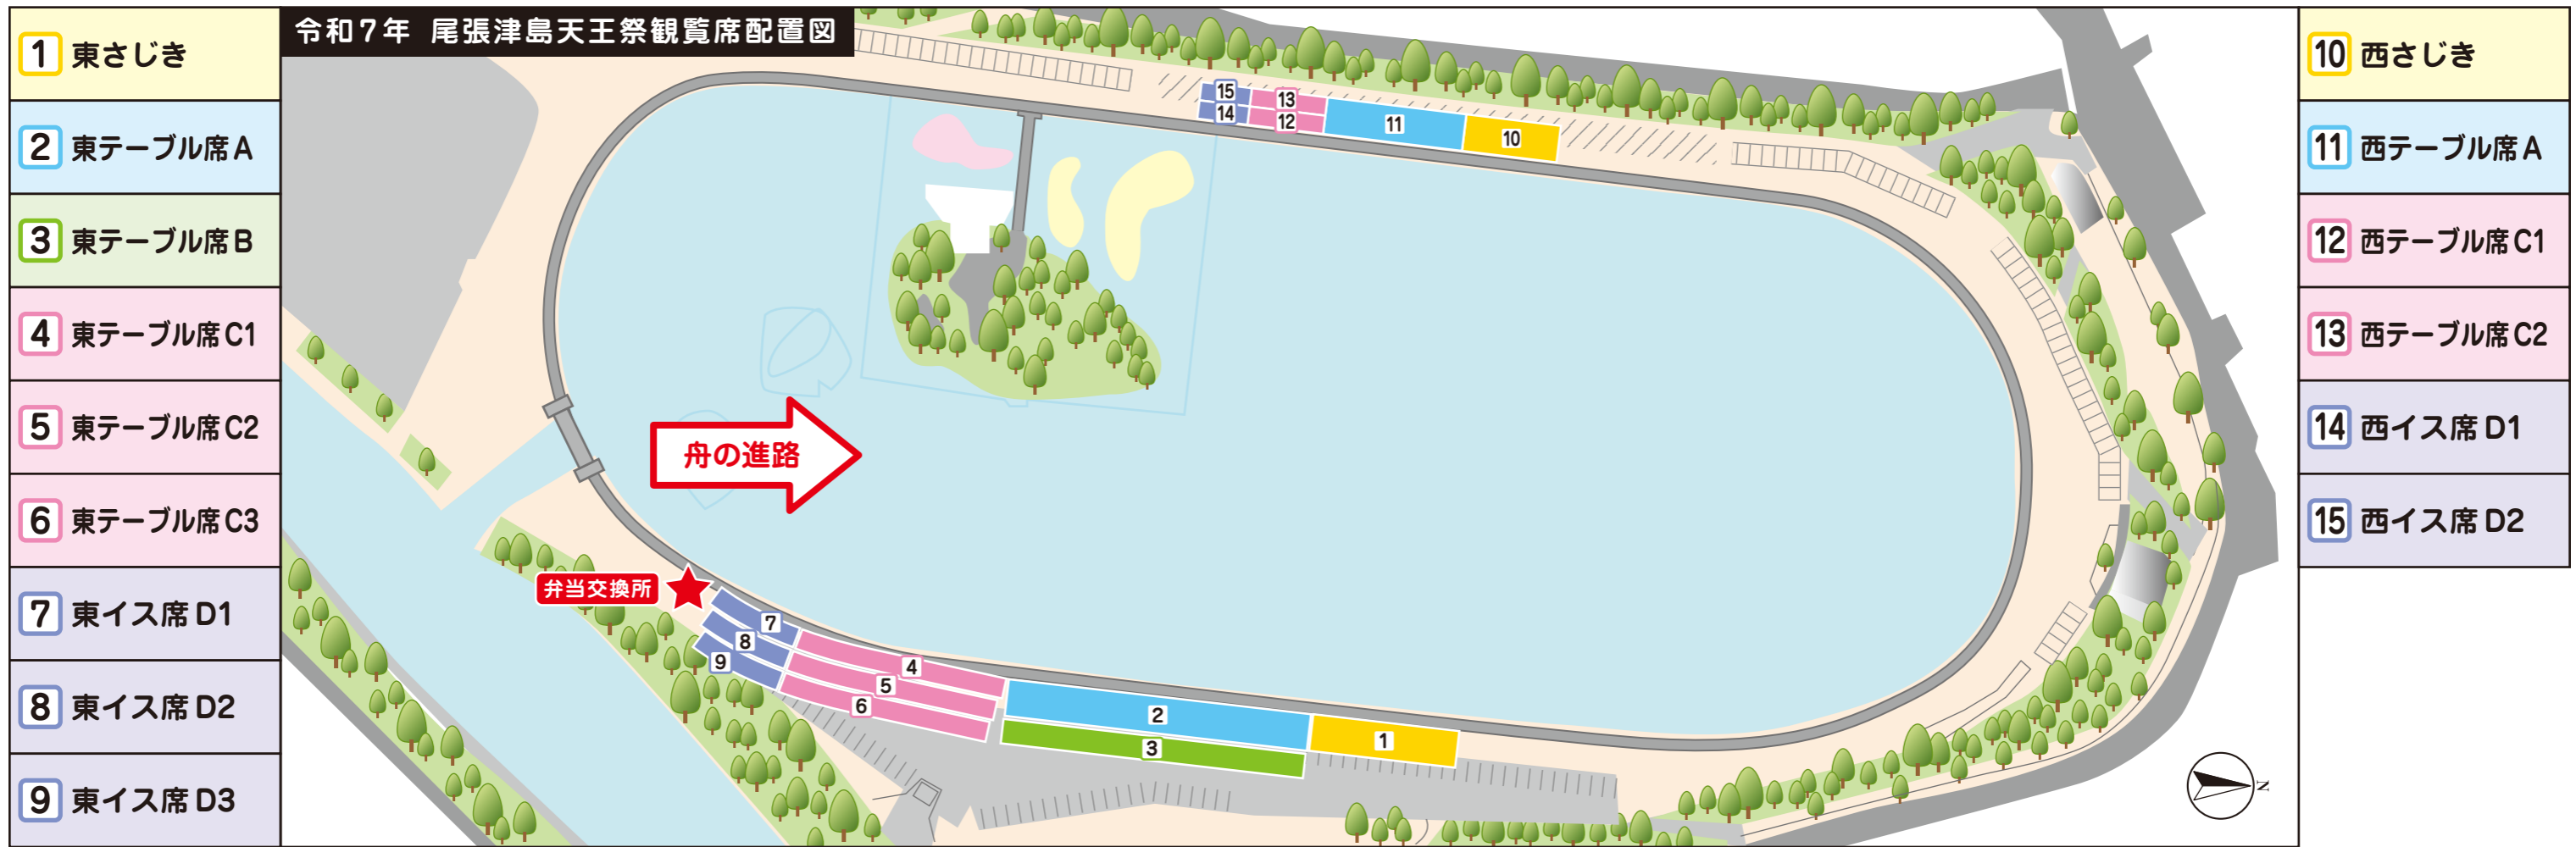 令和7年 尾張津島天王祭観覧席配置図
1 東さじき
2 東テーブル席A
3 東テーブル席B
4 東テーブル席C1
5 東テーブル席C2
6 東テーブル席C3
7 東イス席D1
8 東イス席D2
9 東イス席D3
15
14
13
12
11
10
舟の進路
弁当交換所
7
8
9
4
5
6
2
3
1
N
10 西さじき
11 西テーブル席A
12 西テーブル席C1
13 西テーブル席C2
14 西イス席D1
15 西イス席D2